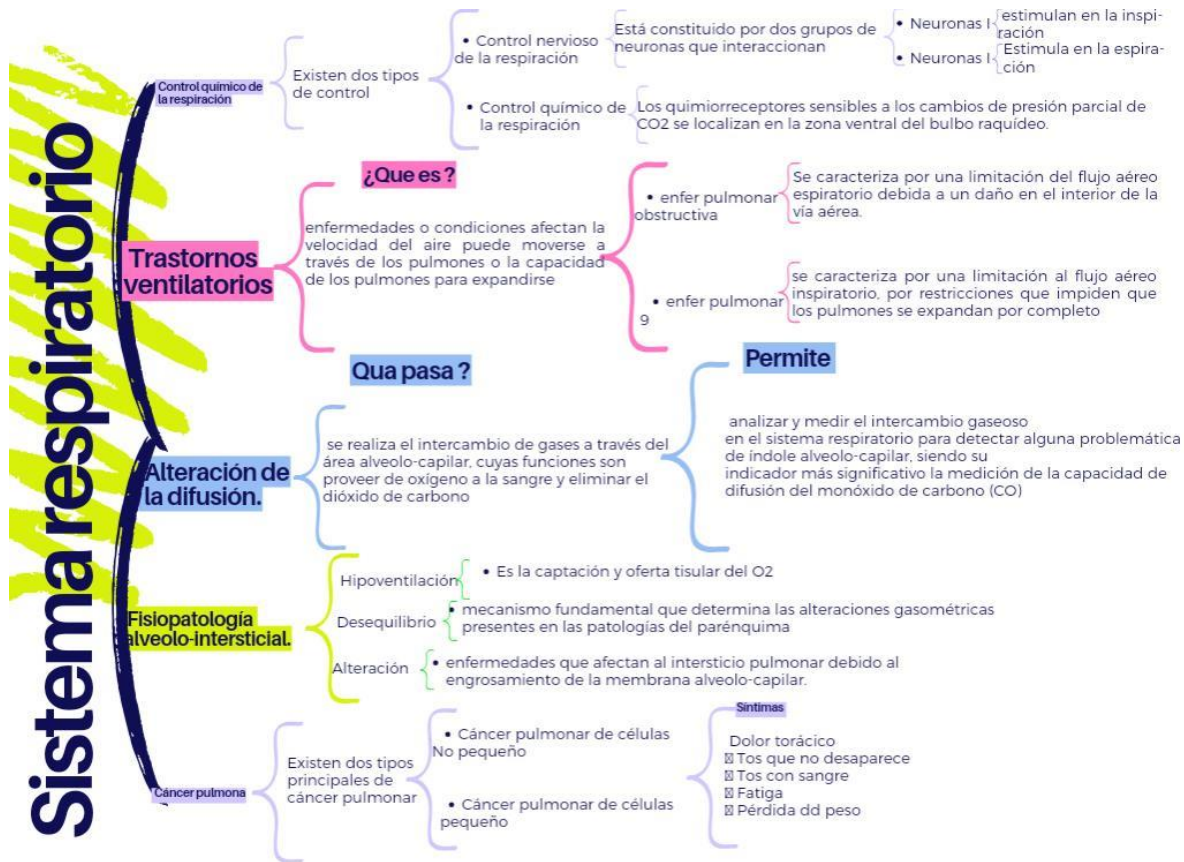 Sistema respiratorio
Control químico de
la respiración
Existen dos tipos
de control
• Control nervioso
de la respiración
Está constituido por dos grupos de
neuronas que interaccionan
• Neuronas I
estimulan en la inspi-
ración
• Neuronas I
Estimula en la espira-
ción
• Control químico de
la respiración
Los quimiorreceptores sensibles a los cambios de presión parcial de
CO2 se localizan en la zona ventral del bulbo raquídeo.
Trastornos
ventilatorios
¿Que es ?
enfermedades o condiciones afectan la
velocidad del aire puede moverse a
través de los pulmones o la capacidad
de los pulmones para expandirse
• enfer pulmonar
obstructiva
Se caracteriza por una limitación del flujo aéreo
espiratorio debida a un daño en el interior de la
vía aérea.
• enfer pulmonar
9
se caracteriza por una limitación al flujo aéreo
inspiratorio, por restricciones que impiden que
los pulmones se expandan por completo
Alteración de
la difusión.
Qua pasa ?
se realiza el intercambio de gases a través del
área alveolo-capilar, cuyas funciones son
proveer de oxígeno a la sangre y eliminar el
dióxido de carbono
Permite
analizar y medir el intercambio gaseoso
en el sistema respiratorio para detectar alguna problemática
de índole alveolo-capilar, siendo su
indicador más significativo la medición de la capacidad de
difusión del monóxido de carbono (CO)
Fisiopatología
alveolo-intersticial.
Hipoventilación
• Es la captación y oferta tisular del O2
Desequilibrio
• mecanismo fundamental que determina las alteraciones gasométricas
presentes en las patologías del parénquima
Alteración
• enfermedades que afectan al intersticio pulmonar debido al
engrosamiento de la membrana alveolo-capilar.
Cáncer pulmona
Existen dos tipos
principales de
cáncer pulmonar
• Cáncer pulmonar de células
No pequeño
• Cáncer pulmonar de células
pequeño
Síntimas
Dolor torácico
Tos que no desaparece
Tos con sangre
Fatiga
Pérdida dd peso